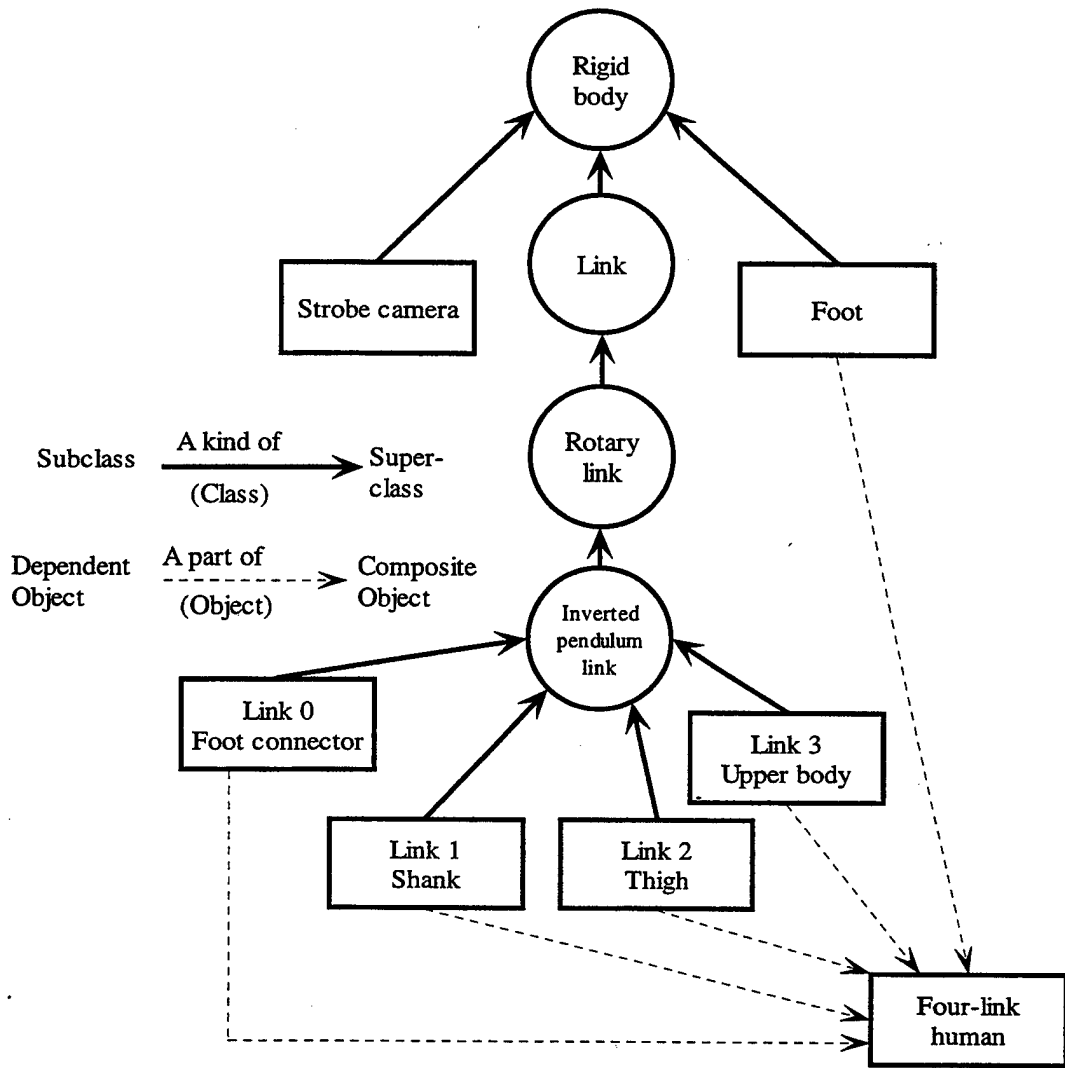 Rigid
body
Link
Strobe camera
Foot
Rotary
link
Subclass
A kind of
(Class)
Super-
class
Dependent
Object
A part of
(Object)
Composite
Object
Inverted
pendulum
link
Link 0
Foot connector
Link 3
Upper body
Link 1
Shank
Link 2
Thigh
Four-link
human